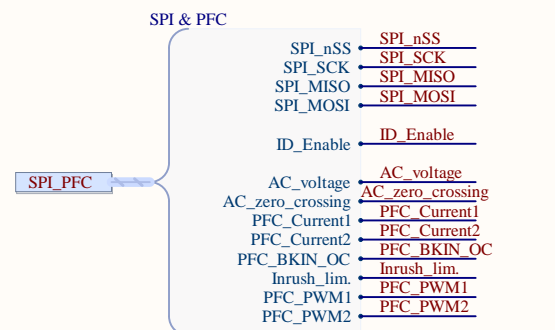 SPI & PFC
SPI_nSS SPI_nSS
SPI_SCK SPI_SCK
SPI_MISO SPI_MISO
SPI_MOSI SPI_MOSI
ID_Enable ID_Enable
SPI_PFC
AC_voltage AC_voltage
AC_zero_crossing AC_zero_crossing
PFC_Current1 PFC_Current1
PFC_Current2 PFC_Current2
PFC_BKIN_OC PFC_BKIN_OC
Inrush_lim. Inrush_lim.
PFC_PWM1 PFC_PWM1
PFC_PWM2 PFC_PWM2